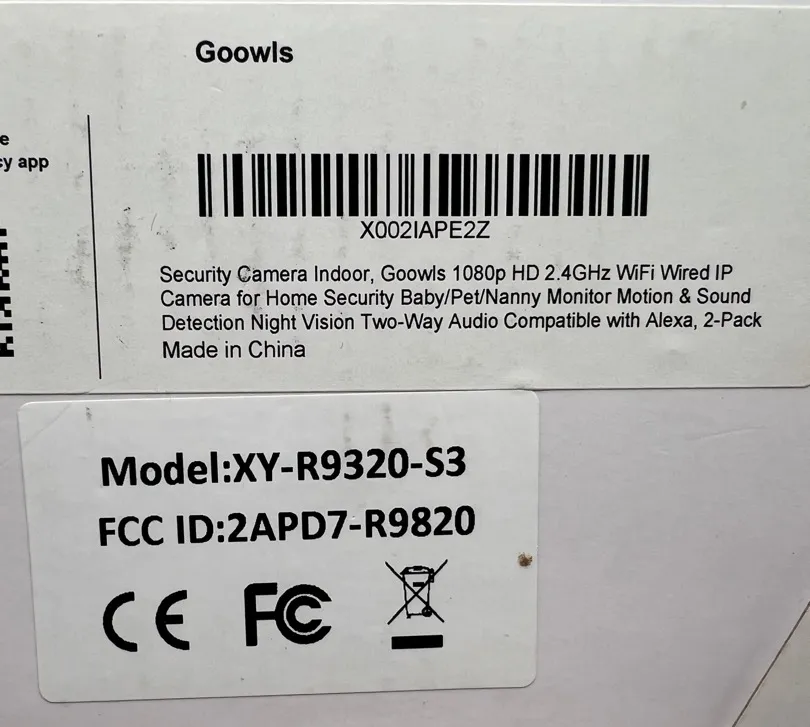 Goowls
e
cy app
X002IAPE2Z
Security Camera Indoor, Goowls 1080p HD 2.4GHz WiFi Wired IP
Camera for Home Security Baby/Pet/Nanny Monitor Motion & Sound
Detection Night Vision Two-Way Audio Compatible with Alexa, 2-Pack
Made in China
Model:XY-R9320-S3
FCC ID:2APD7-R9820
CE FC